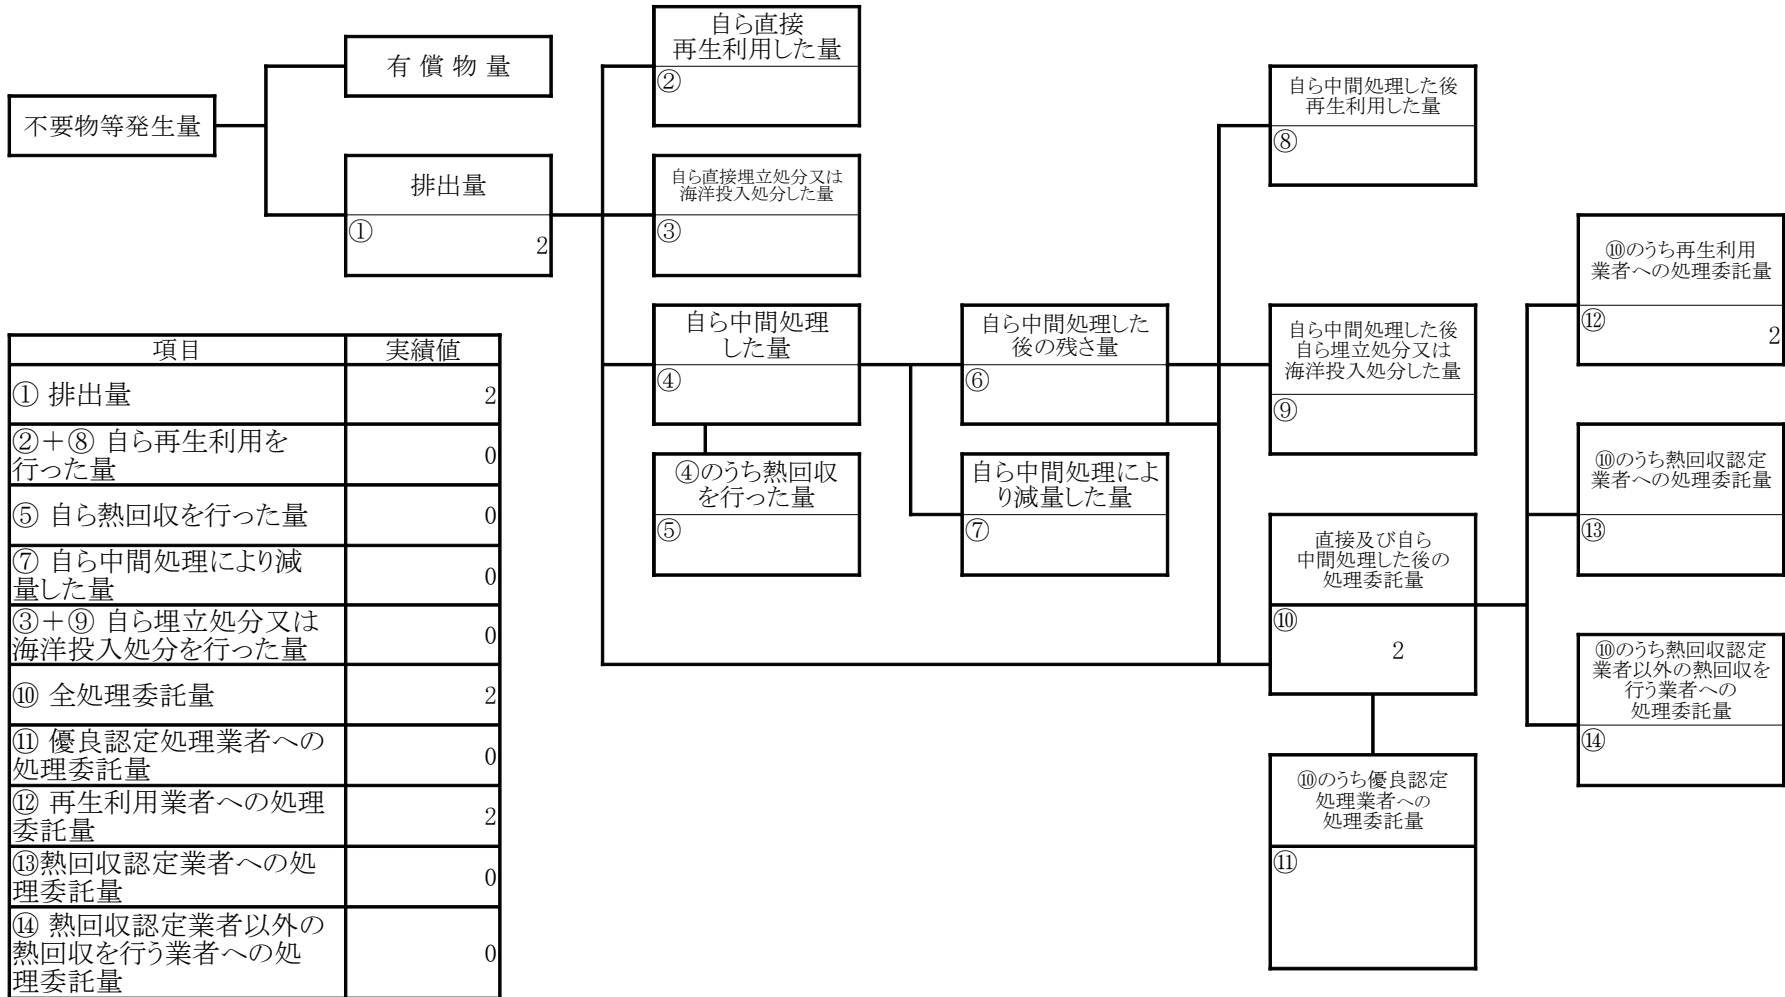 自ら直接
再生利用した量
②
有 償 物 量
不要物等発生量
排出量
①
2
自ら直接埋立処分又は
海洋投入処分した量
③
自ら中間処理した後
再生利用した量
⑧
自ら中間処理
した量
④
自ら中間処理した
後の残さ量
⑥
自ら中間処理した後
自ら埋立処分又は
海洋投入処分した量
⑨
⑩のうち再生利用
業者への処理委託量
⑫
2
④のうち熱回収
を行った量
⑤
自ら中間処理によ
り減量した量
⑦
⑩のうち熱回収認定
業者への処理委託量
⑬
直接及び自ら
中間処理した後の
処理委託量
⑩
2
⑩のうち熱回収認定
業者以外の熱回収を
行う業者への
処理委託量
⑭
⑩のうち優良認定
処理業者への
処理委託量
⑪
項目 実績値
① 排出量 2
②＋⑧ 自ら再生利用を
行った量 0
⑤ 自ら熱回収を行った量 0
⑦ 自ら中間処理により減
量した量 0
③＋⑨ 自ら埋立処分又は
海洋投入処分を行った量 0
⑩ 全処理委託量 2
⑪ 優良認定処理業者への
処理委託量 0
⑫ 再生利用業者への処理
委託量 2
⑬熱回収認定業者への処
理委託量 0
⑭ 熱回収認定業者以外の
熱回収を行う業者への処
理委託量 0